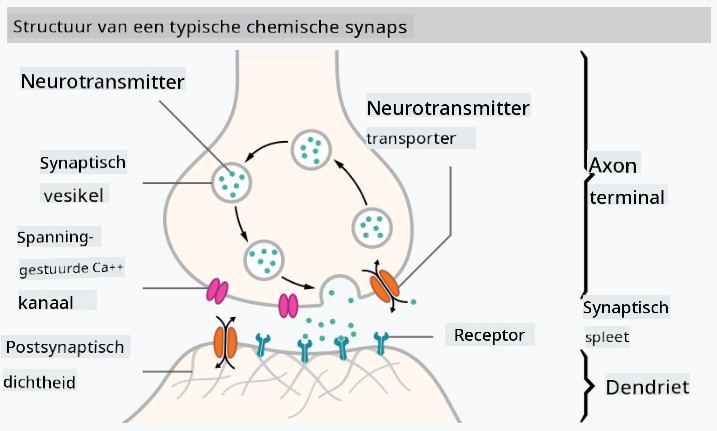 Structuur van een typische chemische synaps
Neurotransmitter
Neurotransmitter
transporter
Synaptisch
vesikel
Axon
terminal
Spanning-
gestuurde Ca++
kanaal
Synaptisch
spleet
Receptor
Postsynaptisch
dichtheid
Dendriet